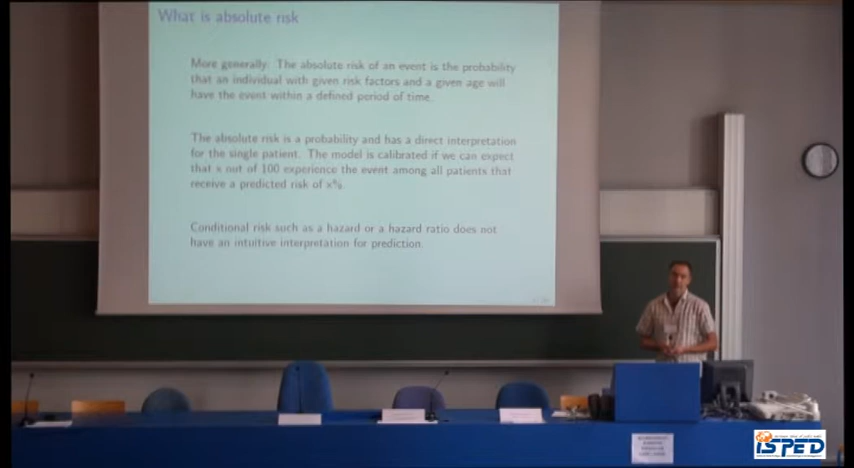 What is absolute risk
More generally: The absolute risk of an event is the probability
that an individual with given risk factors and a given age will
have the event within a defined period of time.
The absolute risk is a probability and has a direct interpretation
for the single patient. The model is calibrated if we can expect
that x out of 100 experience the event among all patients that
receive a predicted risk of x%.
Conditional risk such as a hazard or a hazard ratio does not
have an intuitive interpretation for prediction.
ISPED